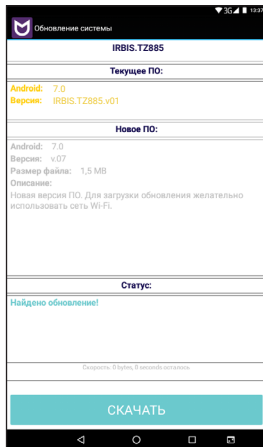 3G 13:37
Обновление системы
IRBIS.TZ885
Текущее ПО:
Android: 7.0
Версия: IRBIS.TZ885.v01
Новое ПО:
Android: 7.0
Версия: v.07
Размер файла: 1,5 MB
Описание:
Новая версия ПО. Для загрузки обновления желательно
использовать сеть Wi-Fi.
Статус:
Найдено обновление!
Скорость: 0 bytes, 0 seconds осталось.
СКАЧАТЬ